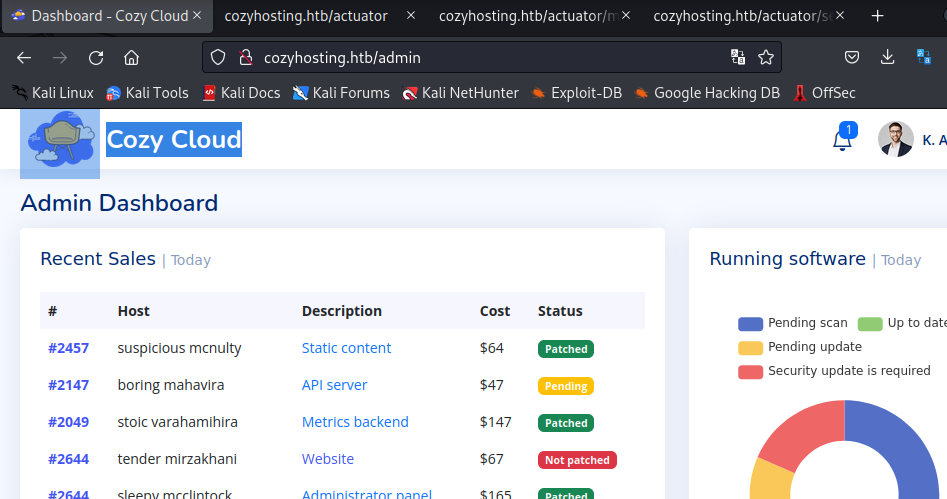 Dashboard - Cozy Cloud
cozyhosting.htb/actuator
cozyhosting.htb/actuator/m
cozyhosting.htb/actuator/se
cozyhosting.htb/admin
Kali Linux Kali Tools Kali Docs Kali Forums Kali NetHunter Exploit-DB Google Hacking DB OffSec
Cozy Cloud
1
K. A
Admin Dashboard
Recent Sales | Today
# Host Description Cost Status
#2457 suspicious mcnulty Static content $64 Patched
#2147 boring mahavira API server $47 Pending
#2049 stoic varahamihira Metrics backend $147 Patched
#2644 tender mirzakhani Website $67 Not patched
#2644 sleepy mcclintock Administrator panel $165 Patched
Running software | Today
Pending scan Up to date
Pending update
Security update is required